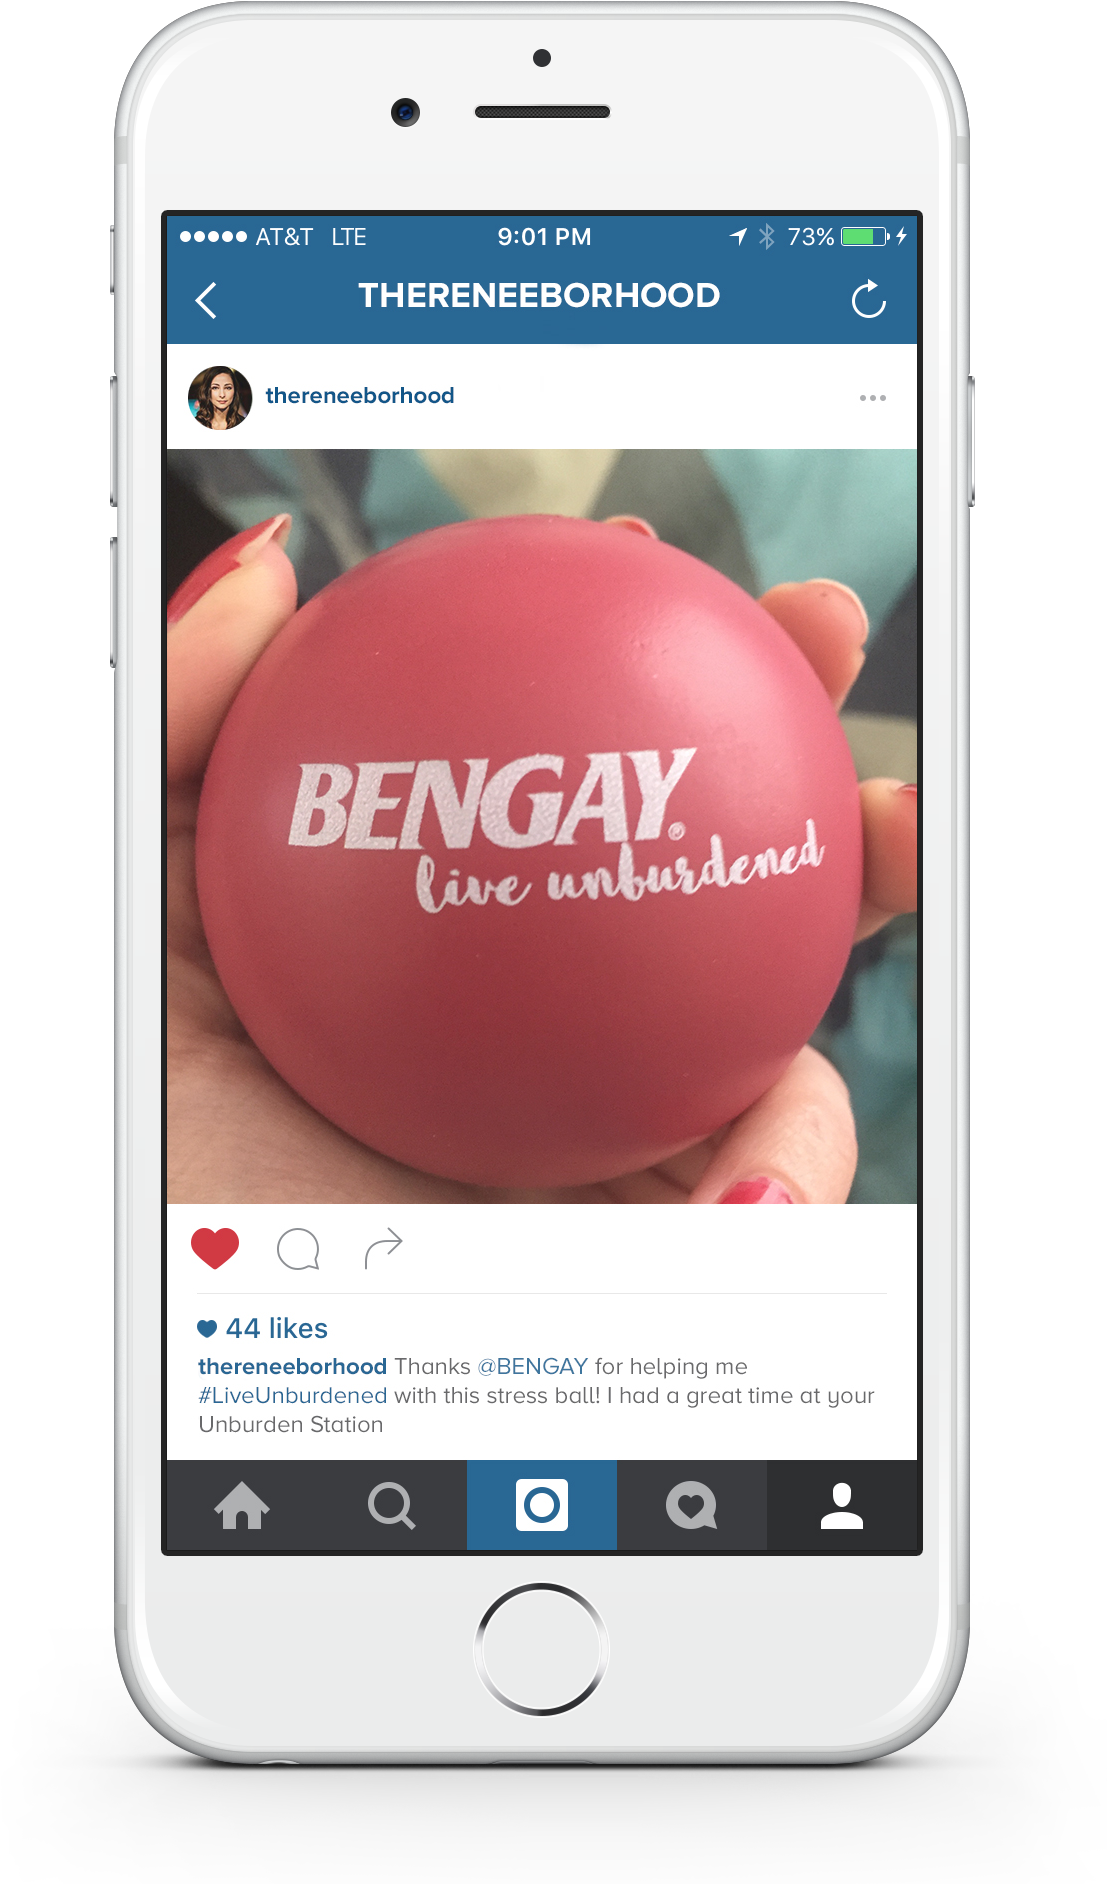 AT&T LTE 9:01 PM 73%
THERENEEBORHOOD
thereneeborhood
BENGAY®
live unburdened
44 likes
thereneeborhood Thanks @BENGAY for helping me
#LiveUnburdened with this stress ball! I had a great time at your
Unburden Station